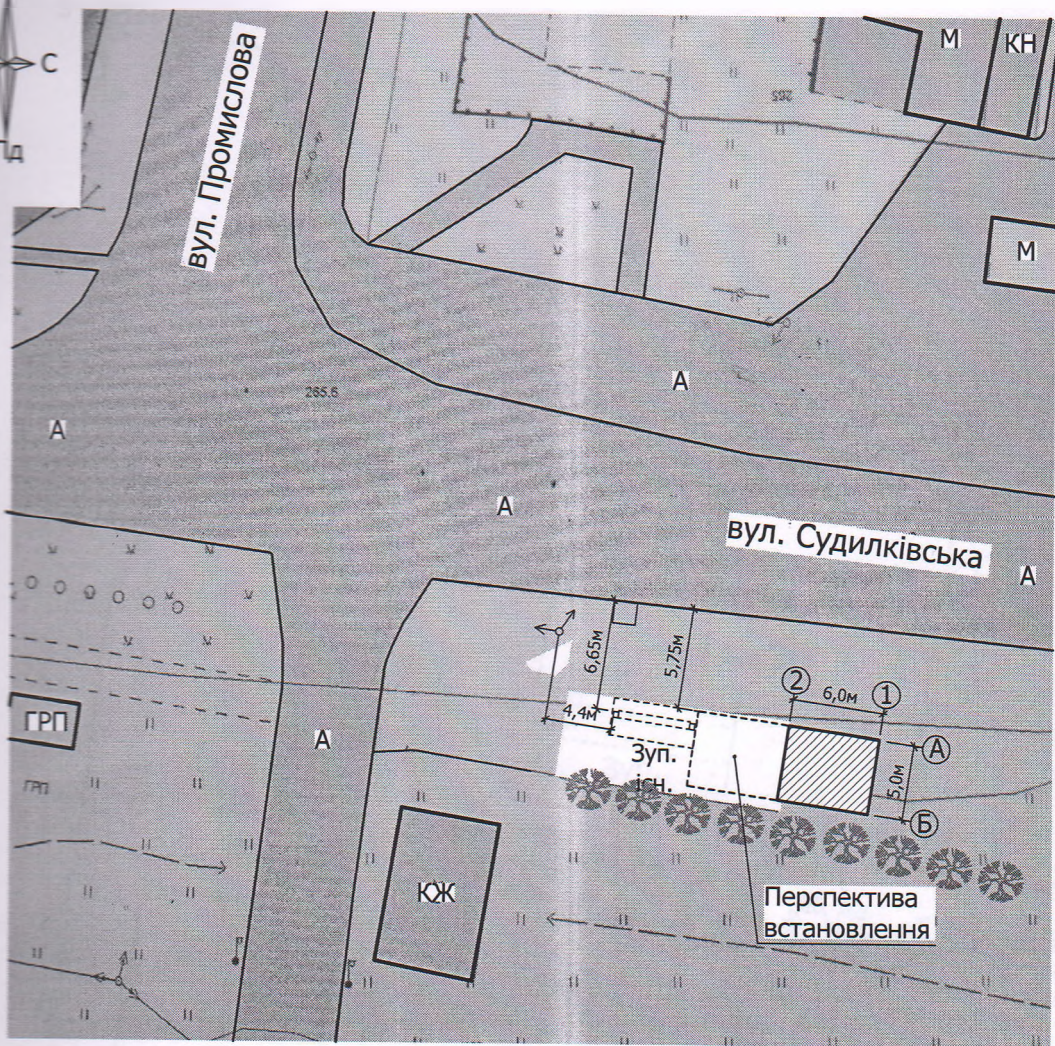 С
Пд
вул. Промислова
М
КН
265
М
265.6
А
А
А
вул. Судилківська
А
6,65м
5,75м
2
6,0м
1
4,4м
ГРП
А
Зуп.
існ.
А
5,0м
Б
ГРП
КЖ
Перспектива
встановлення